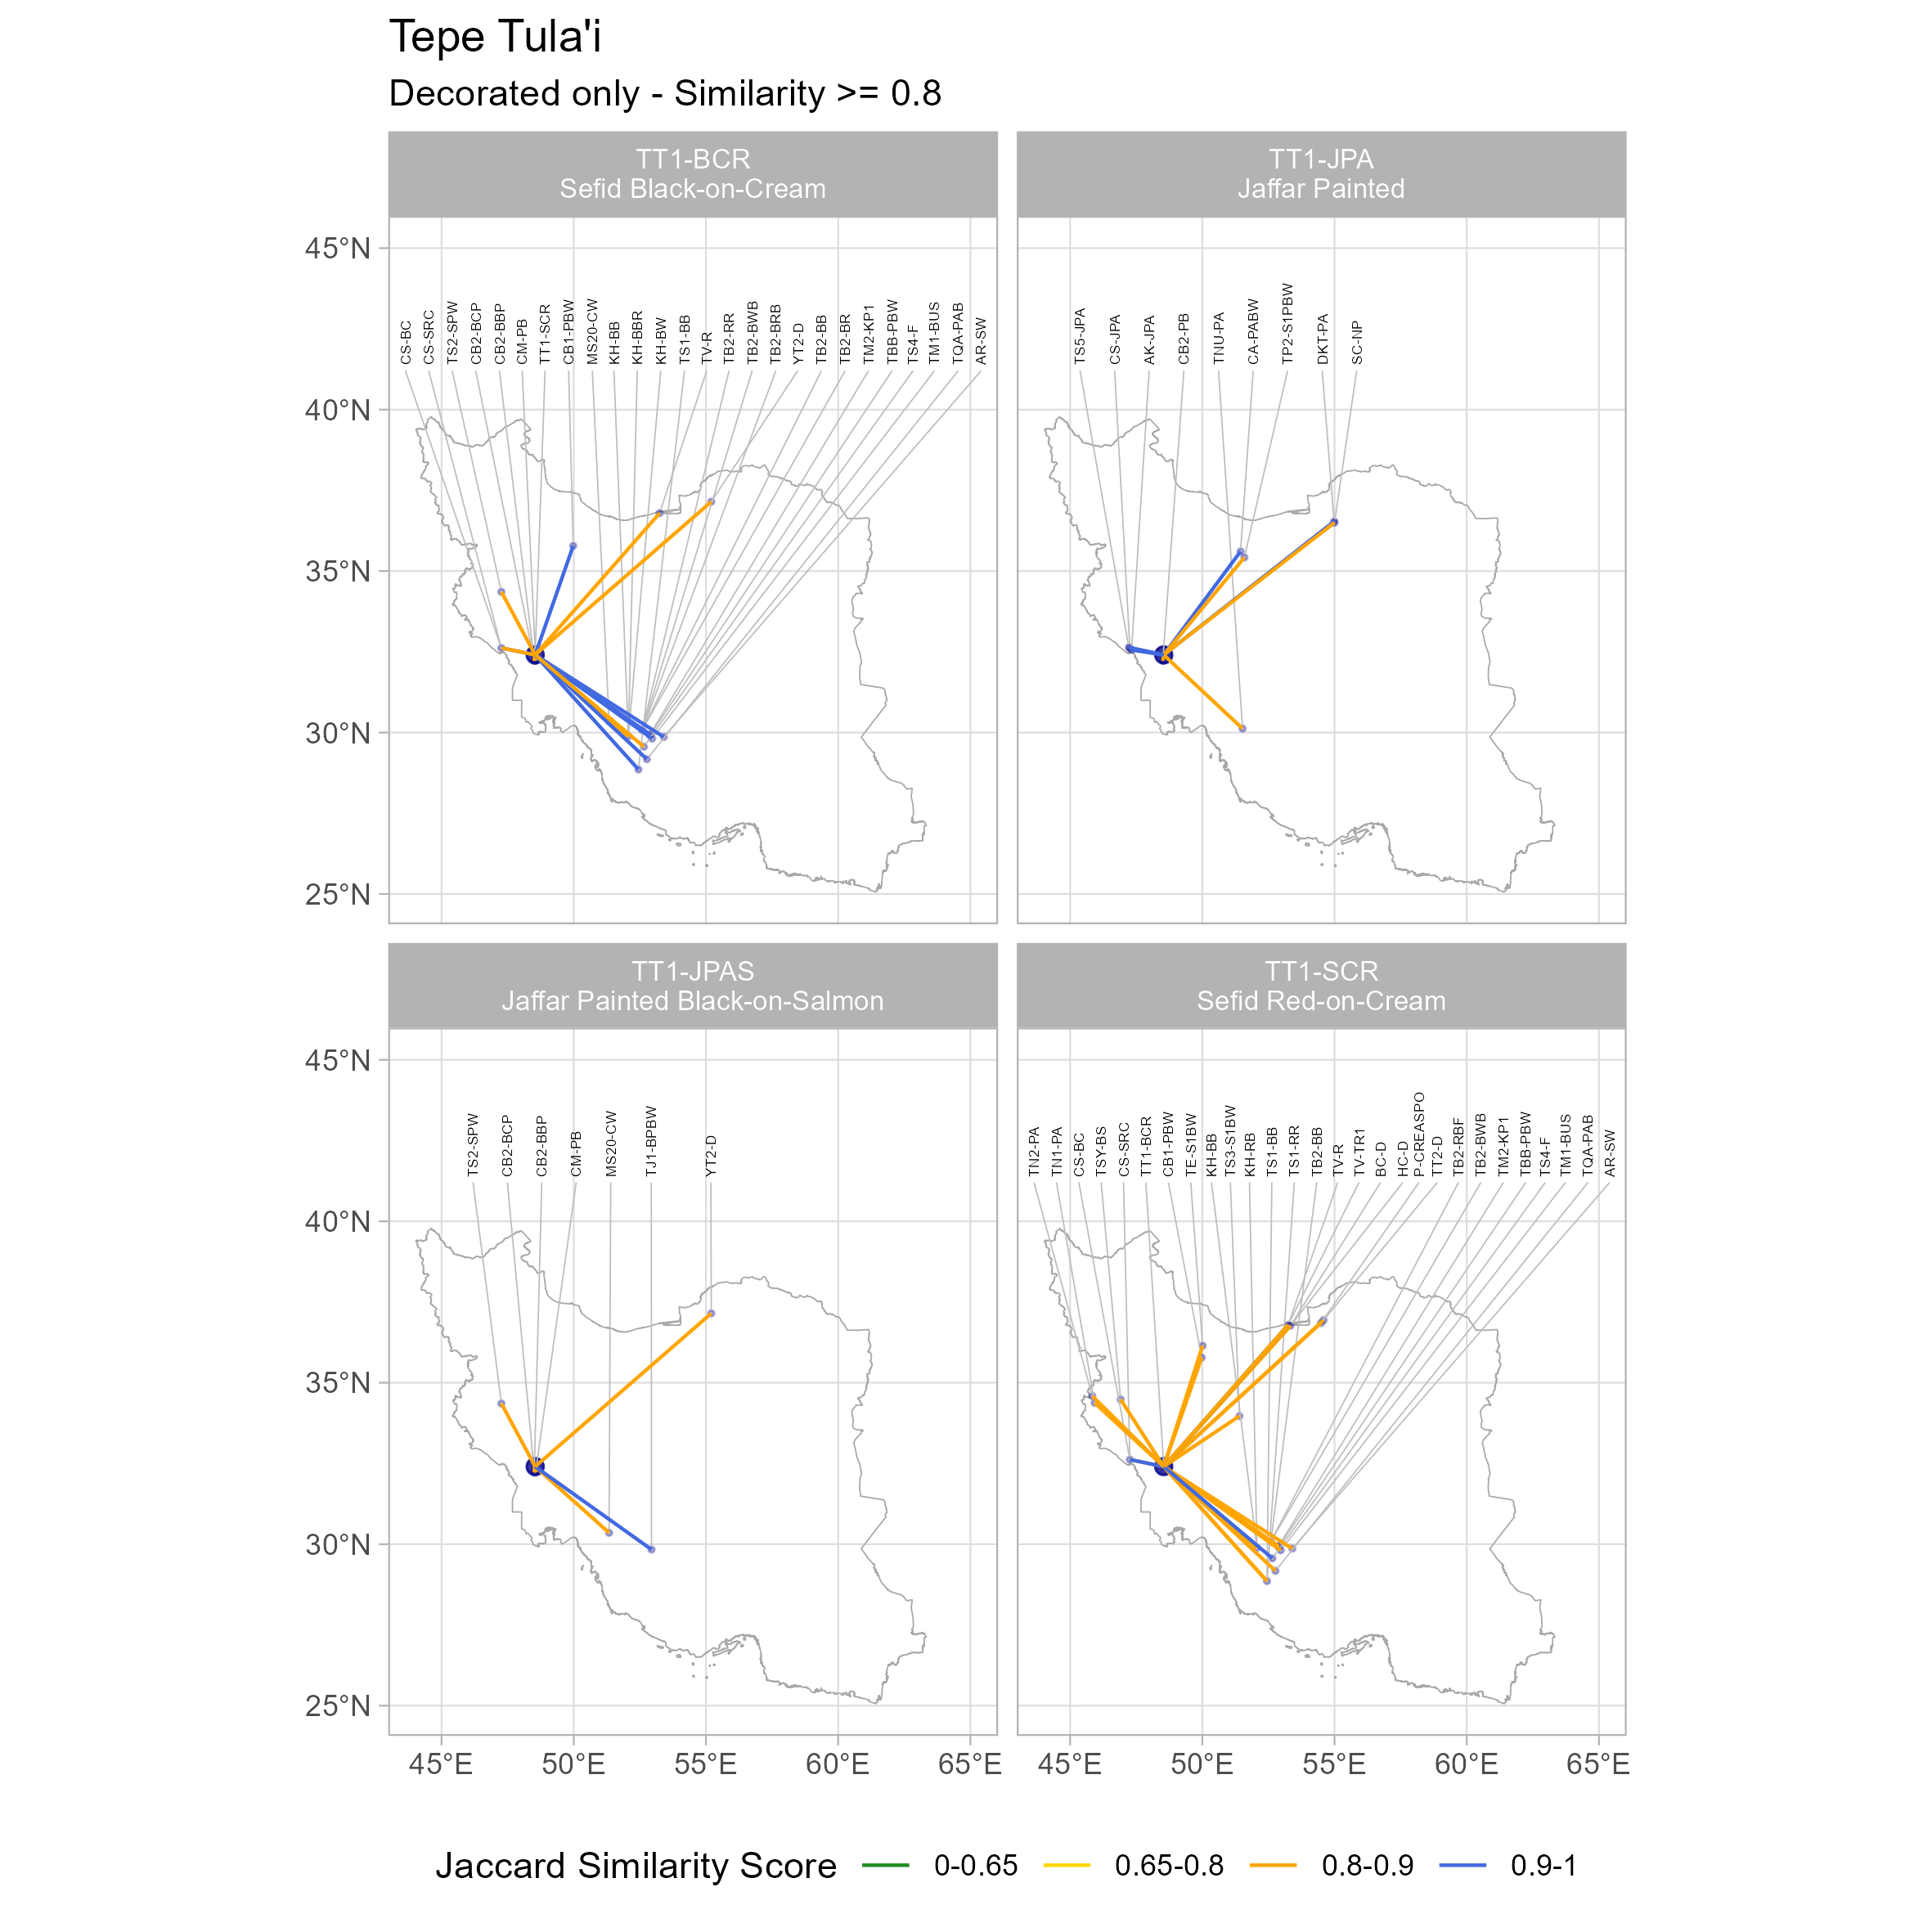 Tepe Tula'i
Decorated only - Similarity >= 0.8
TT1-BCR
Sefid Black-on-Cream
TT1-JPA
Jaffar Painted
45°N
40°N
35°N
30°N
25°N
CS-BC
CS-SRC
TS2-SPW
CB2-BCP
CB2-BBP
CM-PB
TT1-SCR
CB1-PBW
MS20-CW
KH-BB
KH-BBR
KH-BW
TS1-BB
TV-R
TB2-RR
TB2-BWB
TB2-BRB
YT2-D
TB2-BB
TB2-BR
TM2-KP1
TBB-PBW
TS4-F
TM1-BUS
TQA-PAB
AR-SW
TS5-JPA
CS-JPA
AK-JPA
CB2-PB
TNU-PA
CA-PABW
TP2-S1PBW
DKT-PA
SC-NP
TT1-JPAS
Jaffar Painted Black-on-Salmon
TT1-SCR
Sefid Red-on-Cream
45°N
40°N
35°N
30°N
25°N
TS2-SPW
CB2-BCP
CB2-BBP
CM-PB
MS20-CW
TJ1-BPBW
YT2-D
TN2-PA
TN1-PA
CS-BC
TSY-BS
CS-SRC
TT1-BCR
CB1-PBW
TE-S1BW
KH-BB
TS3-S1BW
KH-RB
TS1-BB
TS1-RR
TB2-BB
TV-R
TV-TR1
BC-D
HC-D
P-CREASPO
TT2-D
TB2-RBF
TB2-BWB
TM2-KP1
TBB-PBW
TS4-F
TM1-BUS
TQA-PAB
AR-SW
45°E 50°E 55°E 60°E 65°E
45°E 50°E 55°E 60°E 65°E
Jaccard Similarity Score 0-0.65 0.65-0.8 0.8-0.9 0.9-1